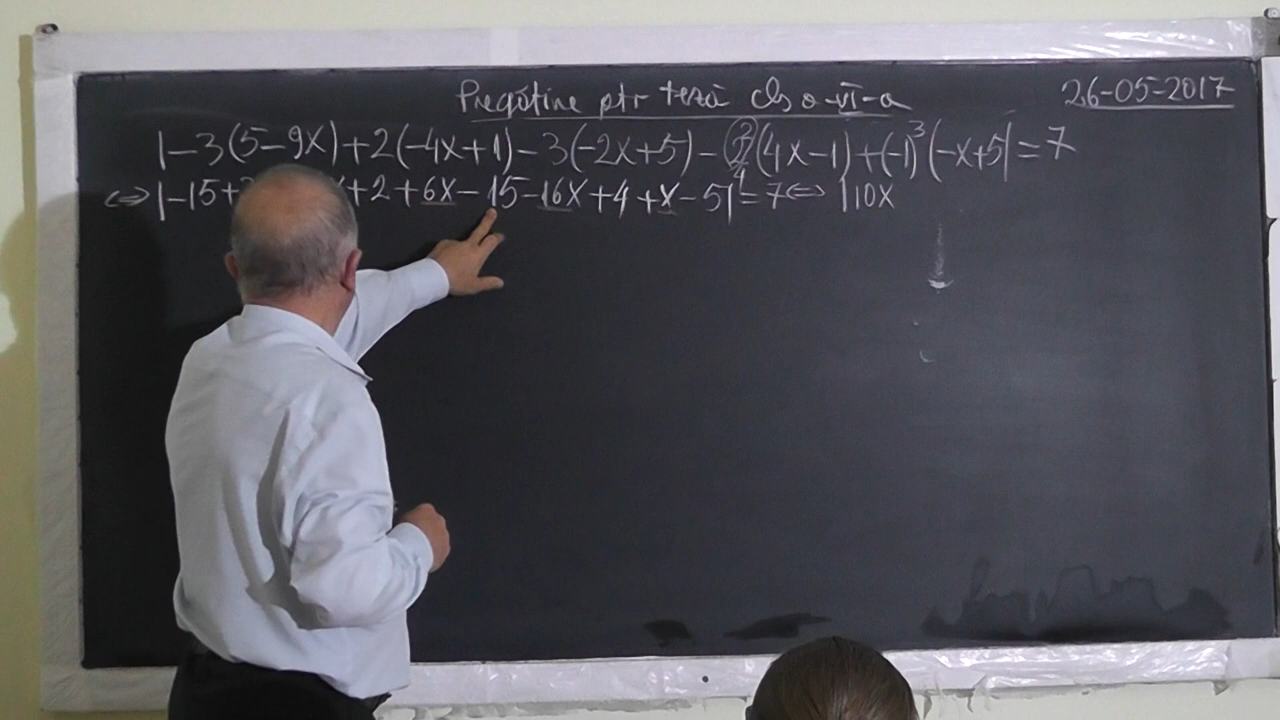 Pregătire ptr teză cls a-VI-a
26-05-2017
|-3(5-9x)+2(-4x+1)-3(-2x+5)-2²(4x-1)+(-1)³(-x+5|=7
⇔|-15+2 +2+6x-15-16x+4+x-5|=7⇔ |10x
4